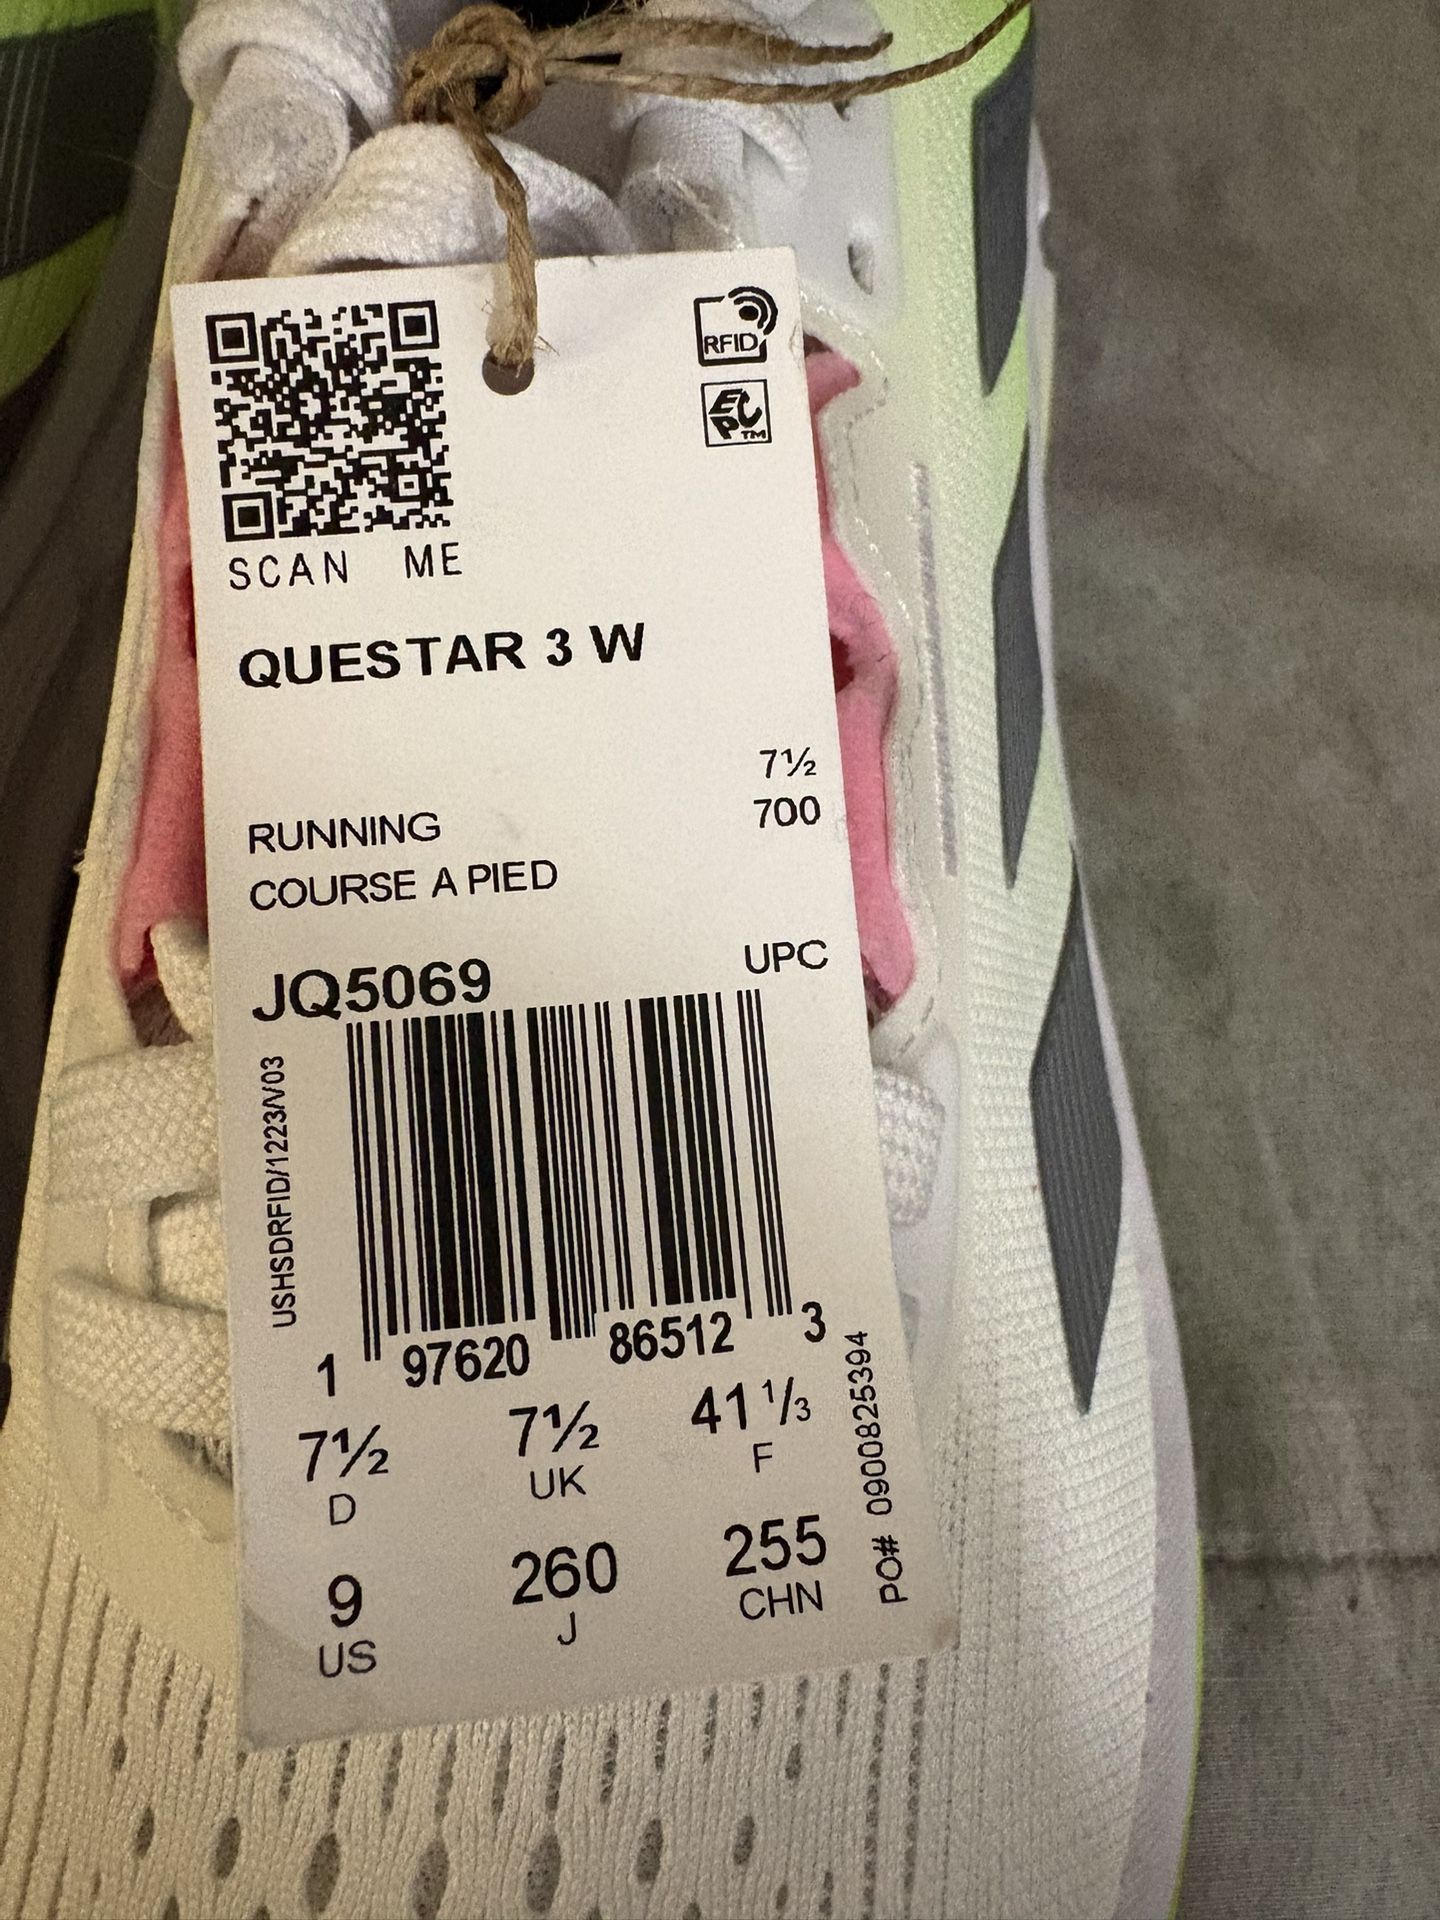 RFID
EPC™
SCAN ME
QUESTAR 3 W
7½
700
RUNNING
COURSE A PIED
JQ5069
UPC
USHSDRFID/1223/V03
1 97620 86512 3
7½ 7½ 41 ⅓
D UK F
9 260 255
US J CHN
PO# 0900825394